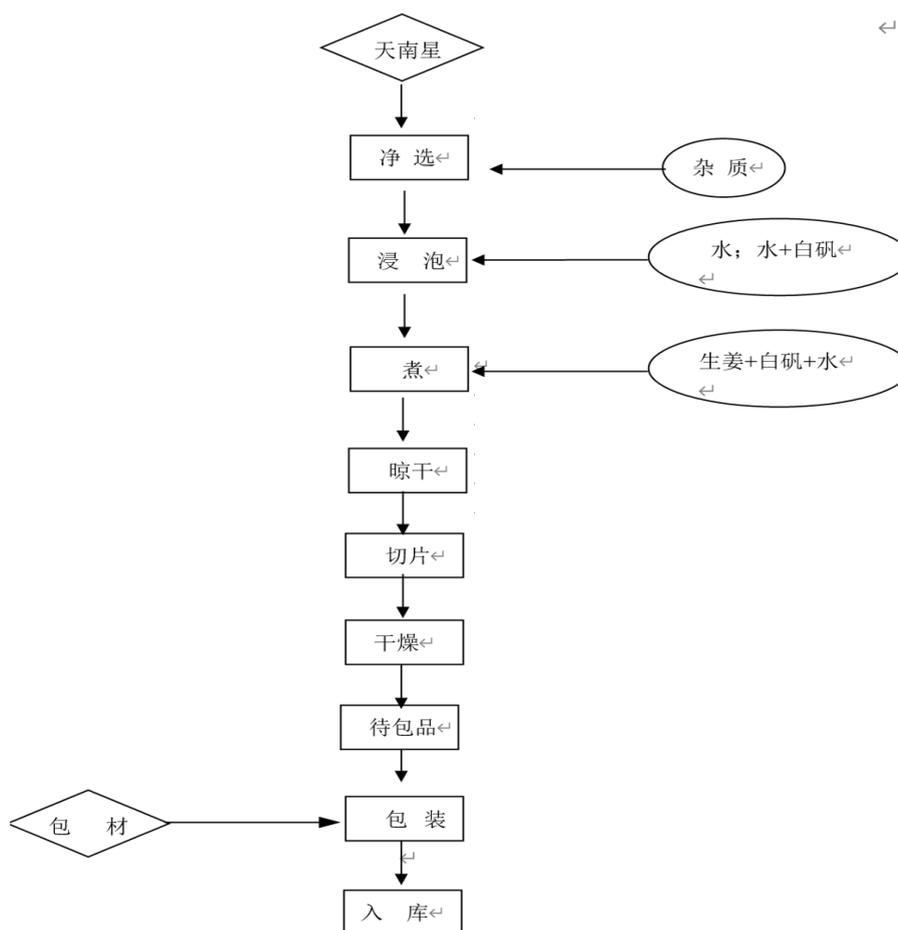 天南星
净 选
杂 质
浸 泡
水；水+白矾
煮
生姜+白矾+水
晾干
切片
干燥
待包品
包 材
包 装
入 库